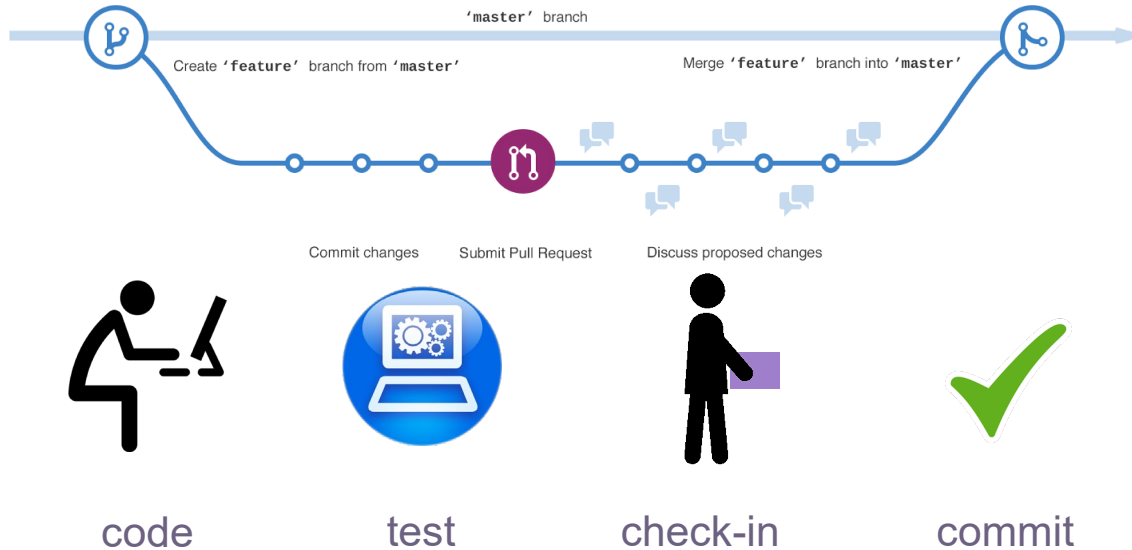 'master' branch
Create 'feature' branch from 'master'
Merge 'feature' branch into 'master'
Commit changes
Submit Pull Request
Discuss proposed changes
code
test
check-in
commit